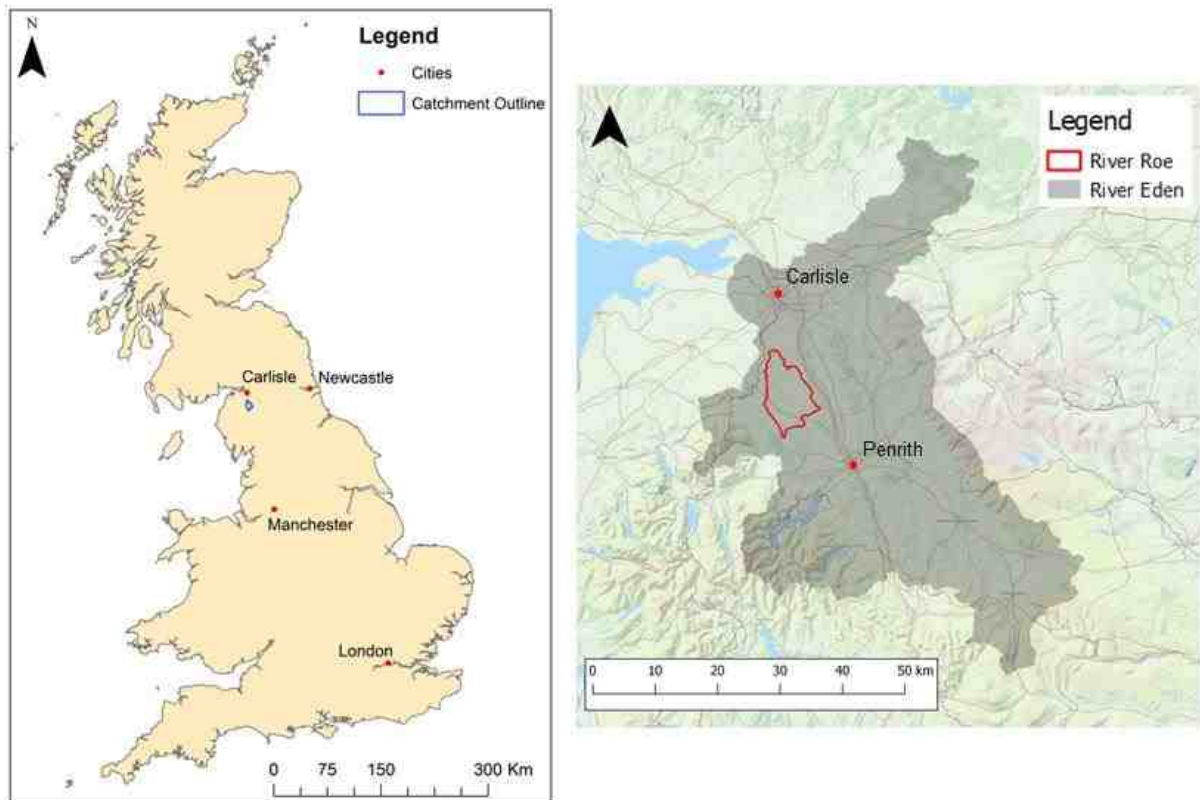 N
Legend
Cities
Catchment Outline
Carlisle
Newcastle
Manchester
London
0 75 150 300 Km
Legend
River Roe
River Eden
Carlisle
Penrith
0 10 20 30 40 50 km